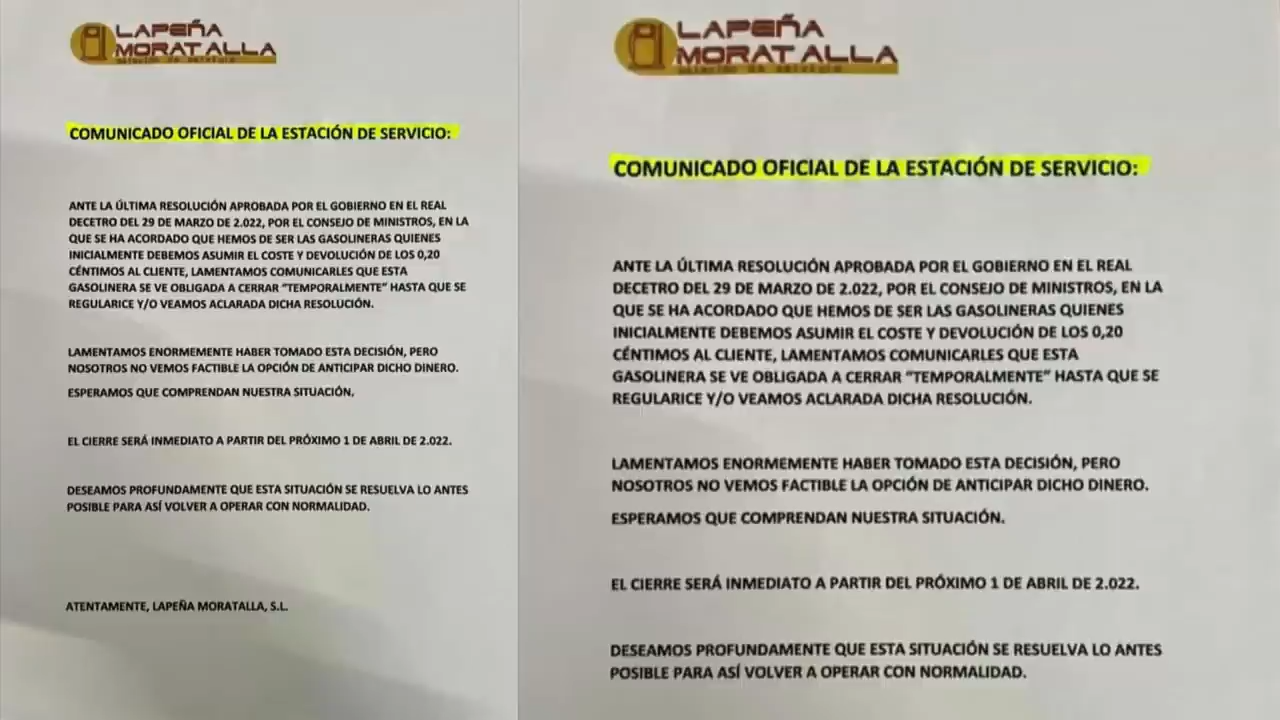 LAPEÑA
MORATALLA
estación de servicio
COMUNICADO OFICIAL DE LA ESTACIÓN DE SERVICIO:
ANTE LA ÚLTIMA RESOLUCIÓN APROBADA POR EL GOBIERNO EN EL REAL
DECETRO DEL 29 DE MARZO DE 2.022, POR EL CONSEJO DE MINISTROS, EN LA
QUE SE HA ACORDADO QUE HEMOS DE SER LAS GASOLINERAS QUIENES
INICIALMENTE DEBEMOS ASUMIR EL COSTE Y DEVOLUCIÓN DE LOS 0,20
CÉNTIMOS AL CLIENTE, LAMENTAMOS COMUNICARLES QUE ESTA
GASOLINERA SE VE OBLIGADA A CERRAR "TEMPORALMENTE" HASTA QUE SE
REGULARICE Y/O VEAMOS ACLARADA DICHA RESOLUCIÓN.
LAMENTAMOS ENORMEMENTE HABER TOMADO ESTA DECISIÓN, PERO
NOSOTROS NO VEMOS FACTIBLE LA OPCIÓN DE ANTICIPAR DICHO DINERO.
ESPERAMOS QUE COMPRENDAN NUESTRA SITUACIÓN.
EL CIERRE SERÁ INMEDIATO A PARTIR DEL PRÓXIMO 1 DE ABRIL DE 2.022.
DESEAMOS PROFUNDAMENTE QUE ESTA SITUACIÓN SE RESUELVA LO ANTES
POSIBLE PARA ASÍ VOLVER A OPERAR CON NORMALIDAD.
ATENTAMENTE, LAPEÑA MORATALLA, S.L.
LAPEÑA
MORATALLA
estación de servicio
COMUNICADO OFICIAL DE LA ESTACIÓN DE SERVICIO:
ANTE LA ÚLTIMA RESOLUCIÓN APROBADA POR EL GOBIERNO EN EL REAL
DECETRO DEL 29 DE MARZO DE 2.022, POR EL CONSEJO DE MINISTROS, EN LA
QUE SE HA ACORDADO QUE HEMOS DE SER LAS GASOLINERAS QUIENES
INICIALMENTE DEBEMOS ASUMIR EL COSTE Y DEVOLUCIÓN DE LOS 0,20
CÉNTIMOS AL CLIENTE, LAMENTAMOS COMUNICARLES QUE ESTA
GASOLINERA SE VE OBLIGADA A CERRAR "TEMPORALMENTE" HASTA QUE SE
REGULARICE Y/O VEAMOS ACLARADA DICHA RESOLUCIÓN.
LAMENTAMOS ENORMEMENTE HABER TOMADO ESTA DECISIÓN, PERO
NOSOTROS NO VEMOS FACTIBLE LA OPCIÓN DE ANTICIPAR DICHO DINERO.
ESPERAMOS QUE COMPRENDAN NUESTRA SITUACIÓN.
EL CIERRE SERÁ INMEDIATO A PARTIR DEL PRÓXIMO 1 DE ABRIL DE 2.022.
DESEAMOS PROFUNDAMENTE QUE ESTA SITUACIÓN SE RESUELVA LO ANTES
POSIBLE PARA ASÍ VOLVER A OPERAR CON NORMALIDAD.